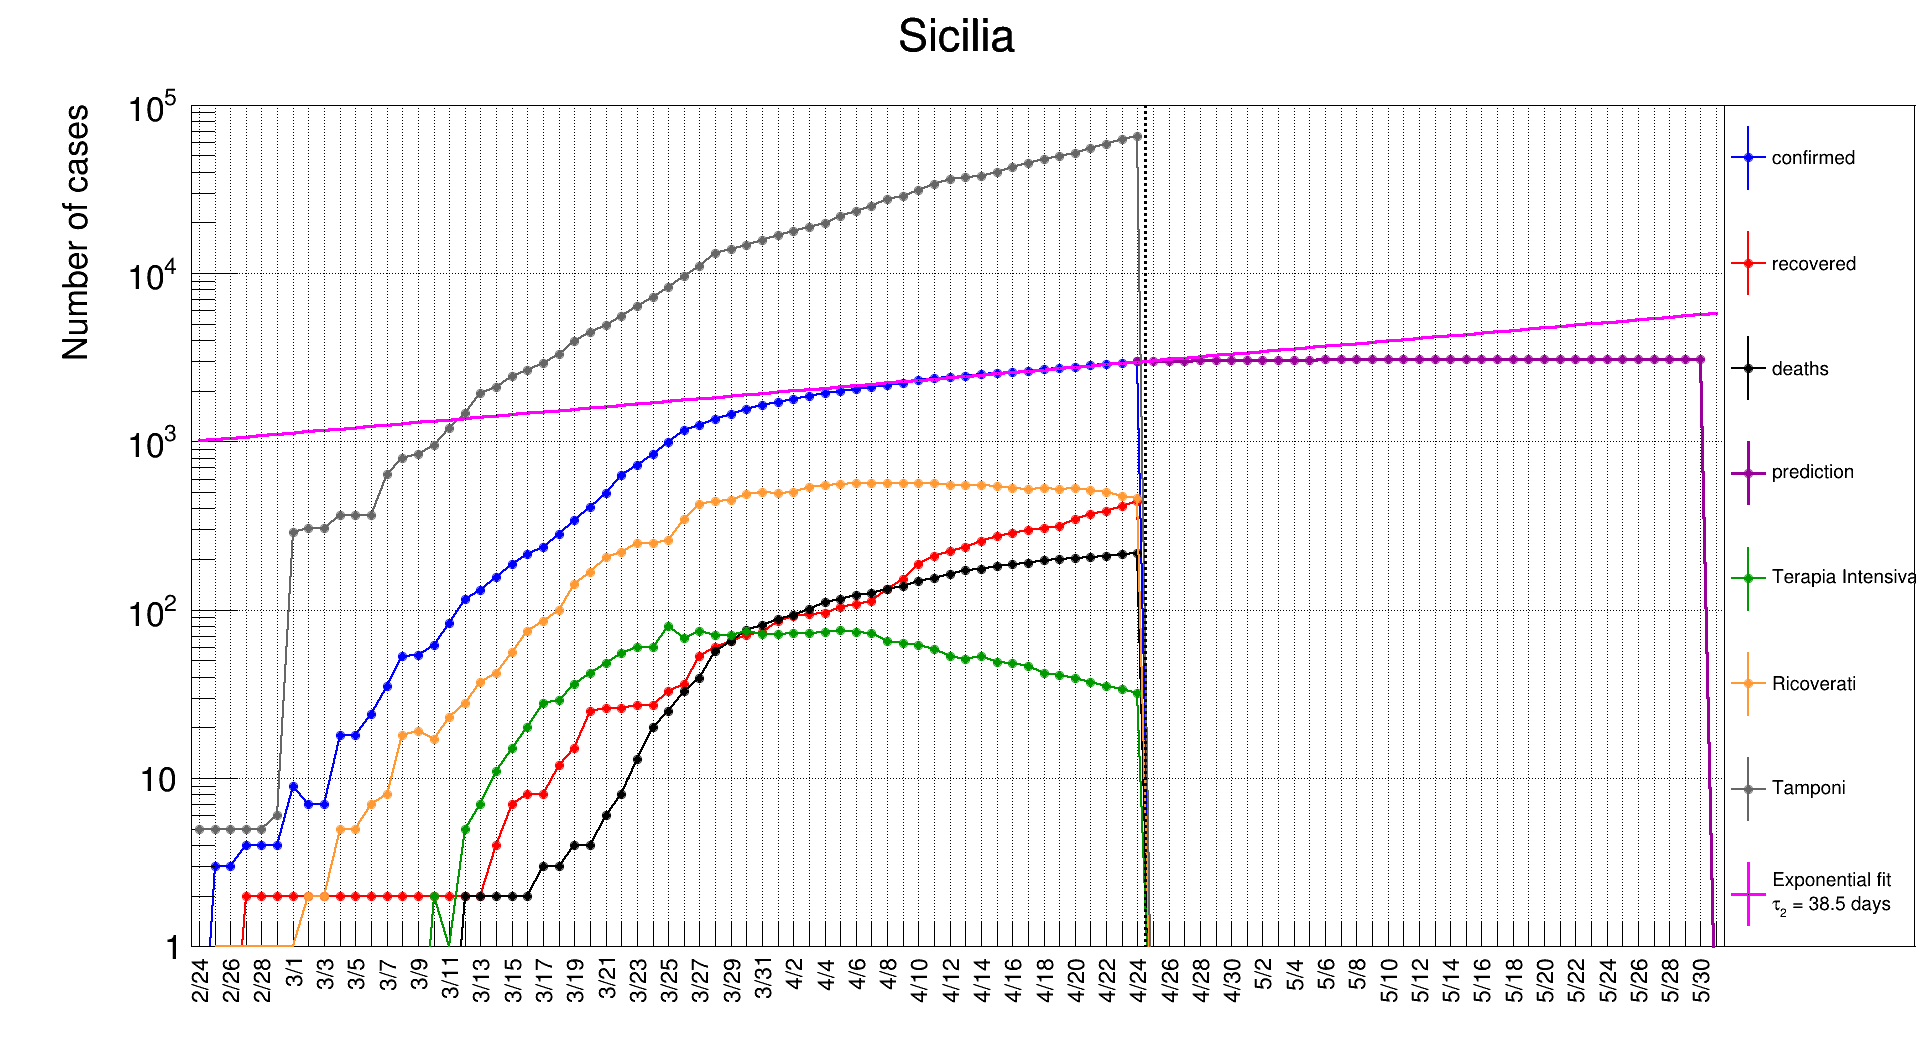 Sicilia
Number of cases
10^5
10^4
10^3
10^2
10
1
2/24 2/26 2/28 3/1 3/3 3/5 3/7 3/9 3/11 3/13 3/15 3/17 3/19 3/21 3/23 3/25 3/27 3/29 3/31 4/2 4/4 4/6 4/8 4/10 4/12 4/14 4/16 4/18 4/20 4/22 4/24 4/26 4/28 4/30 5/2 5/4 5/6 5/8 5/10 5/12 5/14 5/16 5/18 5/20 5/22 5/24 5/26 5/28 5/30
confirmed
recovered
deaths
prediction
Terapia Intensiva
Ricoverati
Tamponi
Exponential fit
τ2 = 38.5 days